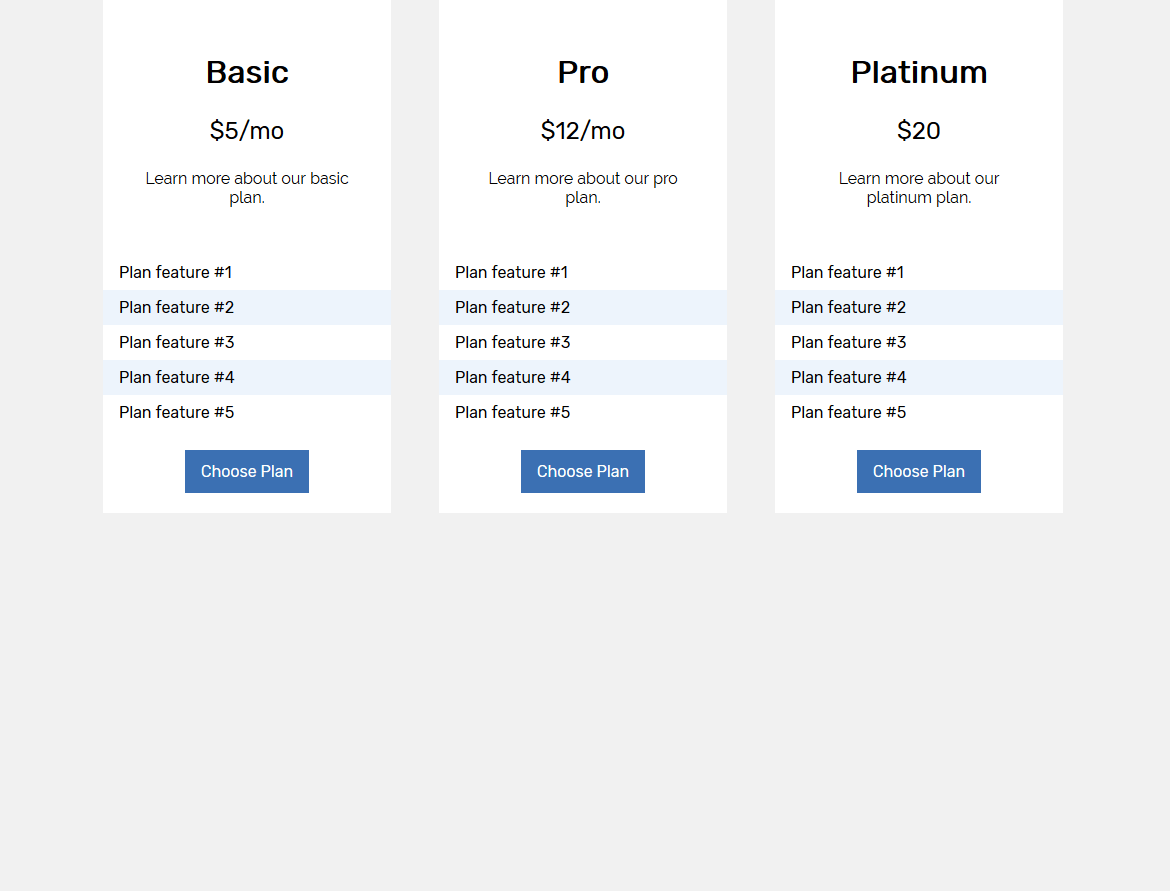 Basic
$5/mo
Learn more about our basic
plan.
Plan feature #1
Plan feature #2
Plan feature #3
Plan feature #4
Plan feature #5
Choose Plan
Pro
$12/mo
Learn more about our pro
plan.
Plan feature #1
Plan feature #2
Plan feature #3
Plan feature #4
Plan feature #5
Choose Plan
Platinum
$20
Learn more about our
platinum plan.
Plan feature #1
Plan feature #2
Plan feature #3
Plan feature #4
Plan feature #5
Choose Plan